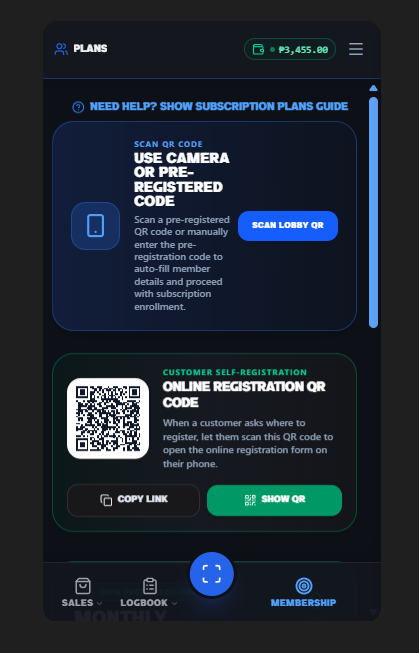 PLANS
₱3,455.00
NEED HELP? SHOW SUBSCRIPTION PLANS GUIDE
SCAN QR CODE
USE CAMERA
OR PRE-
REGISTERED
CODE
Scan a pre-registered
QR code or manually
enter the pre-
registration code to
auto-fill member
details and proceed
with subscription
enrollment.
SCAN LOBBY QR
CUSTOMER SELF-REGISTRATION
ONLINE REGISTRATION QR
CODE
When a customer asks where to
register, let them scan this QR code to
open the online registration form on
their phone.
COPY LINK
SHOW QR
SALES
LOGBOOK
MEMBERSHIP
MONTHLY